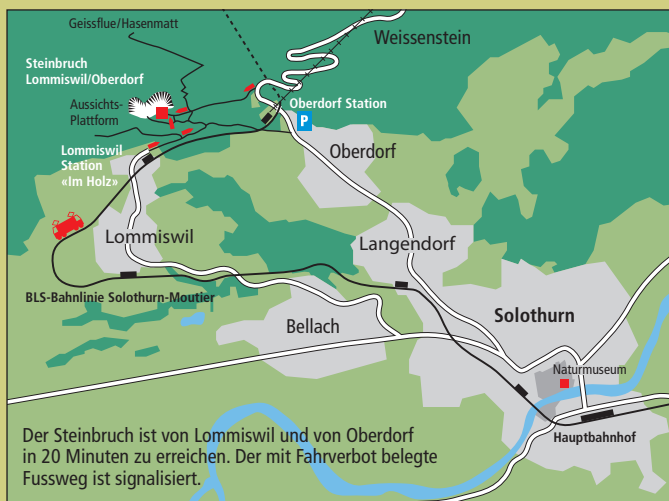 Geissflue/Hasenmatt
Weissenstein
Steinbruch
Lommiswil/Oberdorf
Aussichts-
Plattform
Oberdorf Station
P
Lommiswil
Station
«Im Holz»
Oberdorf
Lommiswil
Langendorf
BLS-Bahnlinie Solothurn-Moutier
Bellach
Solothurn
Naturmuseum
Hauptbahnhof
Der Steinbruch ist von Lommiswil und von Oberdorf
in 20 Minuten zu erreichen. Der mit Fahrverbot belegte
Fussweg ist signalisiert.